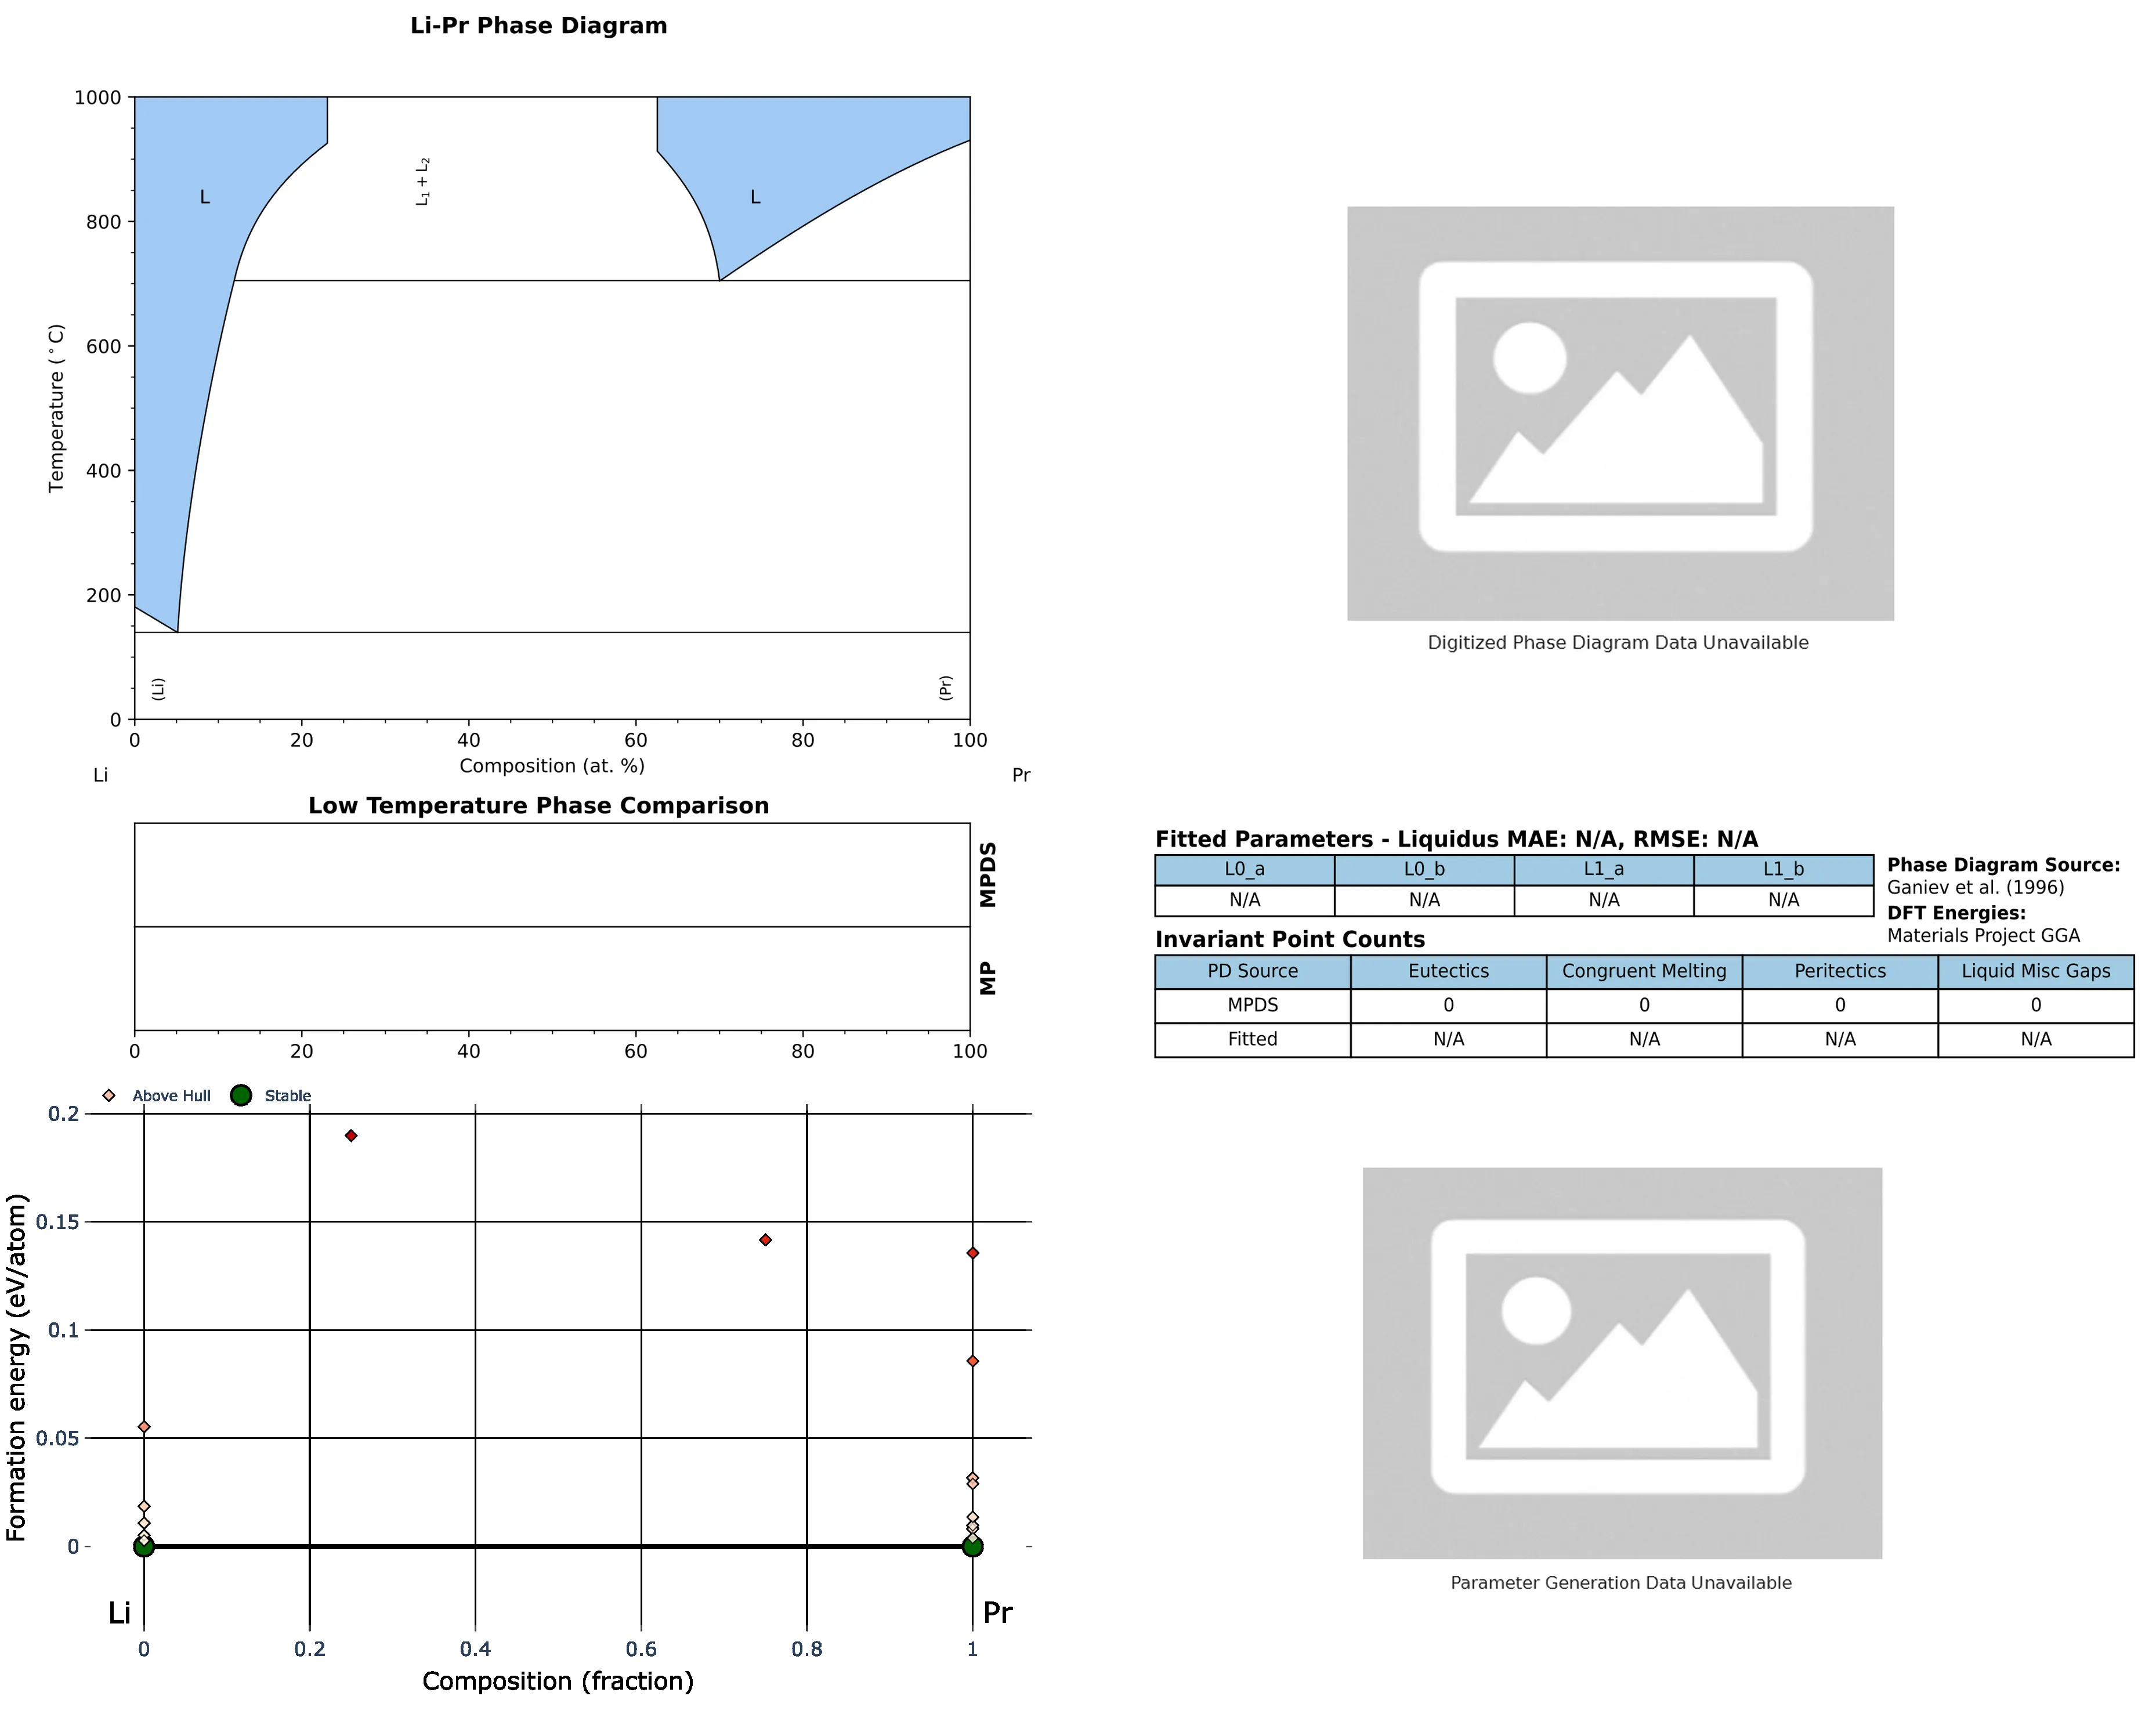 Li-Pr Phase Diagram
1000
800
600
400
200
0
Temperature (°C)
L
L₁ + L₂
L
(Li)
(Pr)
0 20 40 60 80 100
Composition (at. %)
Li Pr
Digitized Phase Diagram Data Unavailable
Low Temperature Phase Comparison
MPDS
MP
0 20 40 60 80 100
Fitted Parameters - Liquidus MAE: N/A, RMSE: N/A
L0_a L0_b L1_a L1_b
N/A N/A N/A N/A
Phase Diagram Source:
Ganiev et al. (1996)
DFT Energies:
Materials Project GGA
Invariant Point Counts
PD Source Eutectics Congruent Melting Peritectics Liquid Misc Gaps
MPDS 0 0 0 0
Fitted N/A N/A N/A N/A
Above Hull Stable
0.2
0.15
0.1
0.05
0
Formation energy (eV/atom)
Li Pr
0 0.2 0.4 0.6 0.8 1
Composition (fraction)
Parameter Generation Data Unavailable